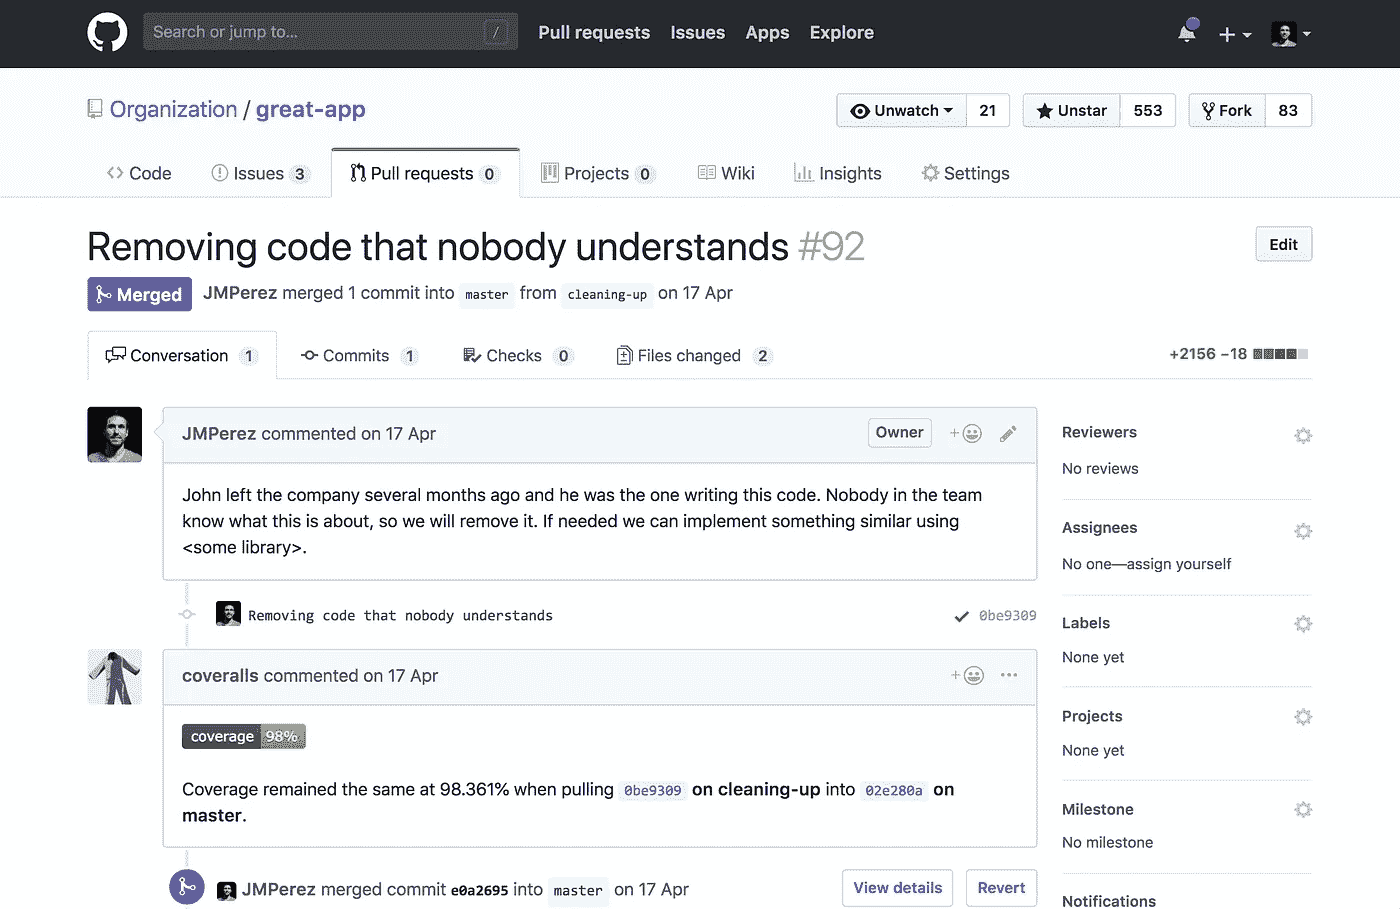 Search or jump to... / Pull requests Issues Apps Explore
Organization / great-app Unwatch 21 Unstar 553 Fork 83
Code Issues 3 Pull requests 0 Projects 0 Wiki Insights Settings
Removing code that nobody understands #92 Edit
Merged JMPerez merged 1 commit into master from cleaning-up on 17 Apr
Conversation 1 Commits 1 Checks 0 Files changed 2 +2156 −18
JMPerez commented on 17 Apr Owner
John left the company several months ago and he was the one writing this code. Nobody in the team
know what this is about, so we will remove it. If needed we can implement something similar using
<some library>.
Removing code that nobody understands 0be9309
coveralls commented on 17 Apr
coverage 98%
Coverage remained the same at 98.361% when pulling 0be9309 on cleaning-up into 02e280a on
master.
JMPerez merged commit e0a2695 into master on 17 Apr View details Revert
Reviewers
No reviews
Assignees
No one—assign yourself
Labels
None yet
Projects
None yet
Milestone
No milestone
Notifications